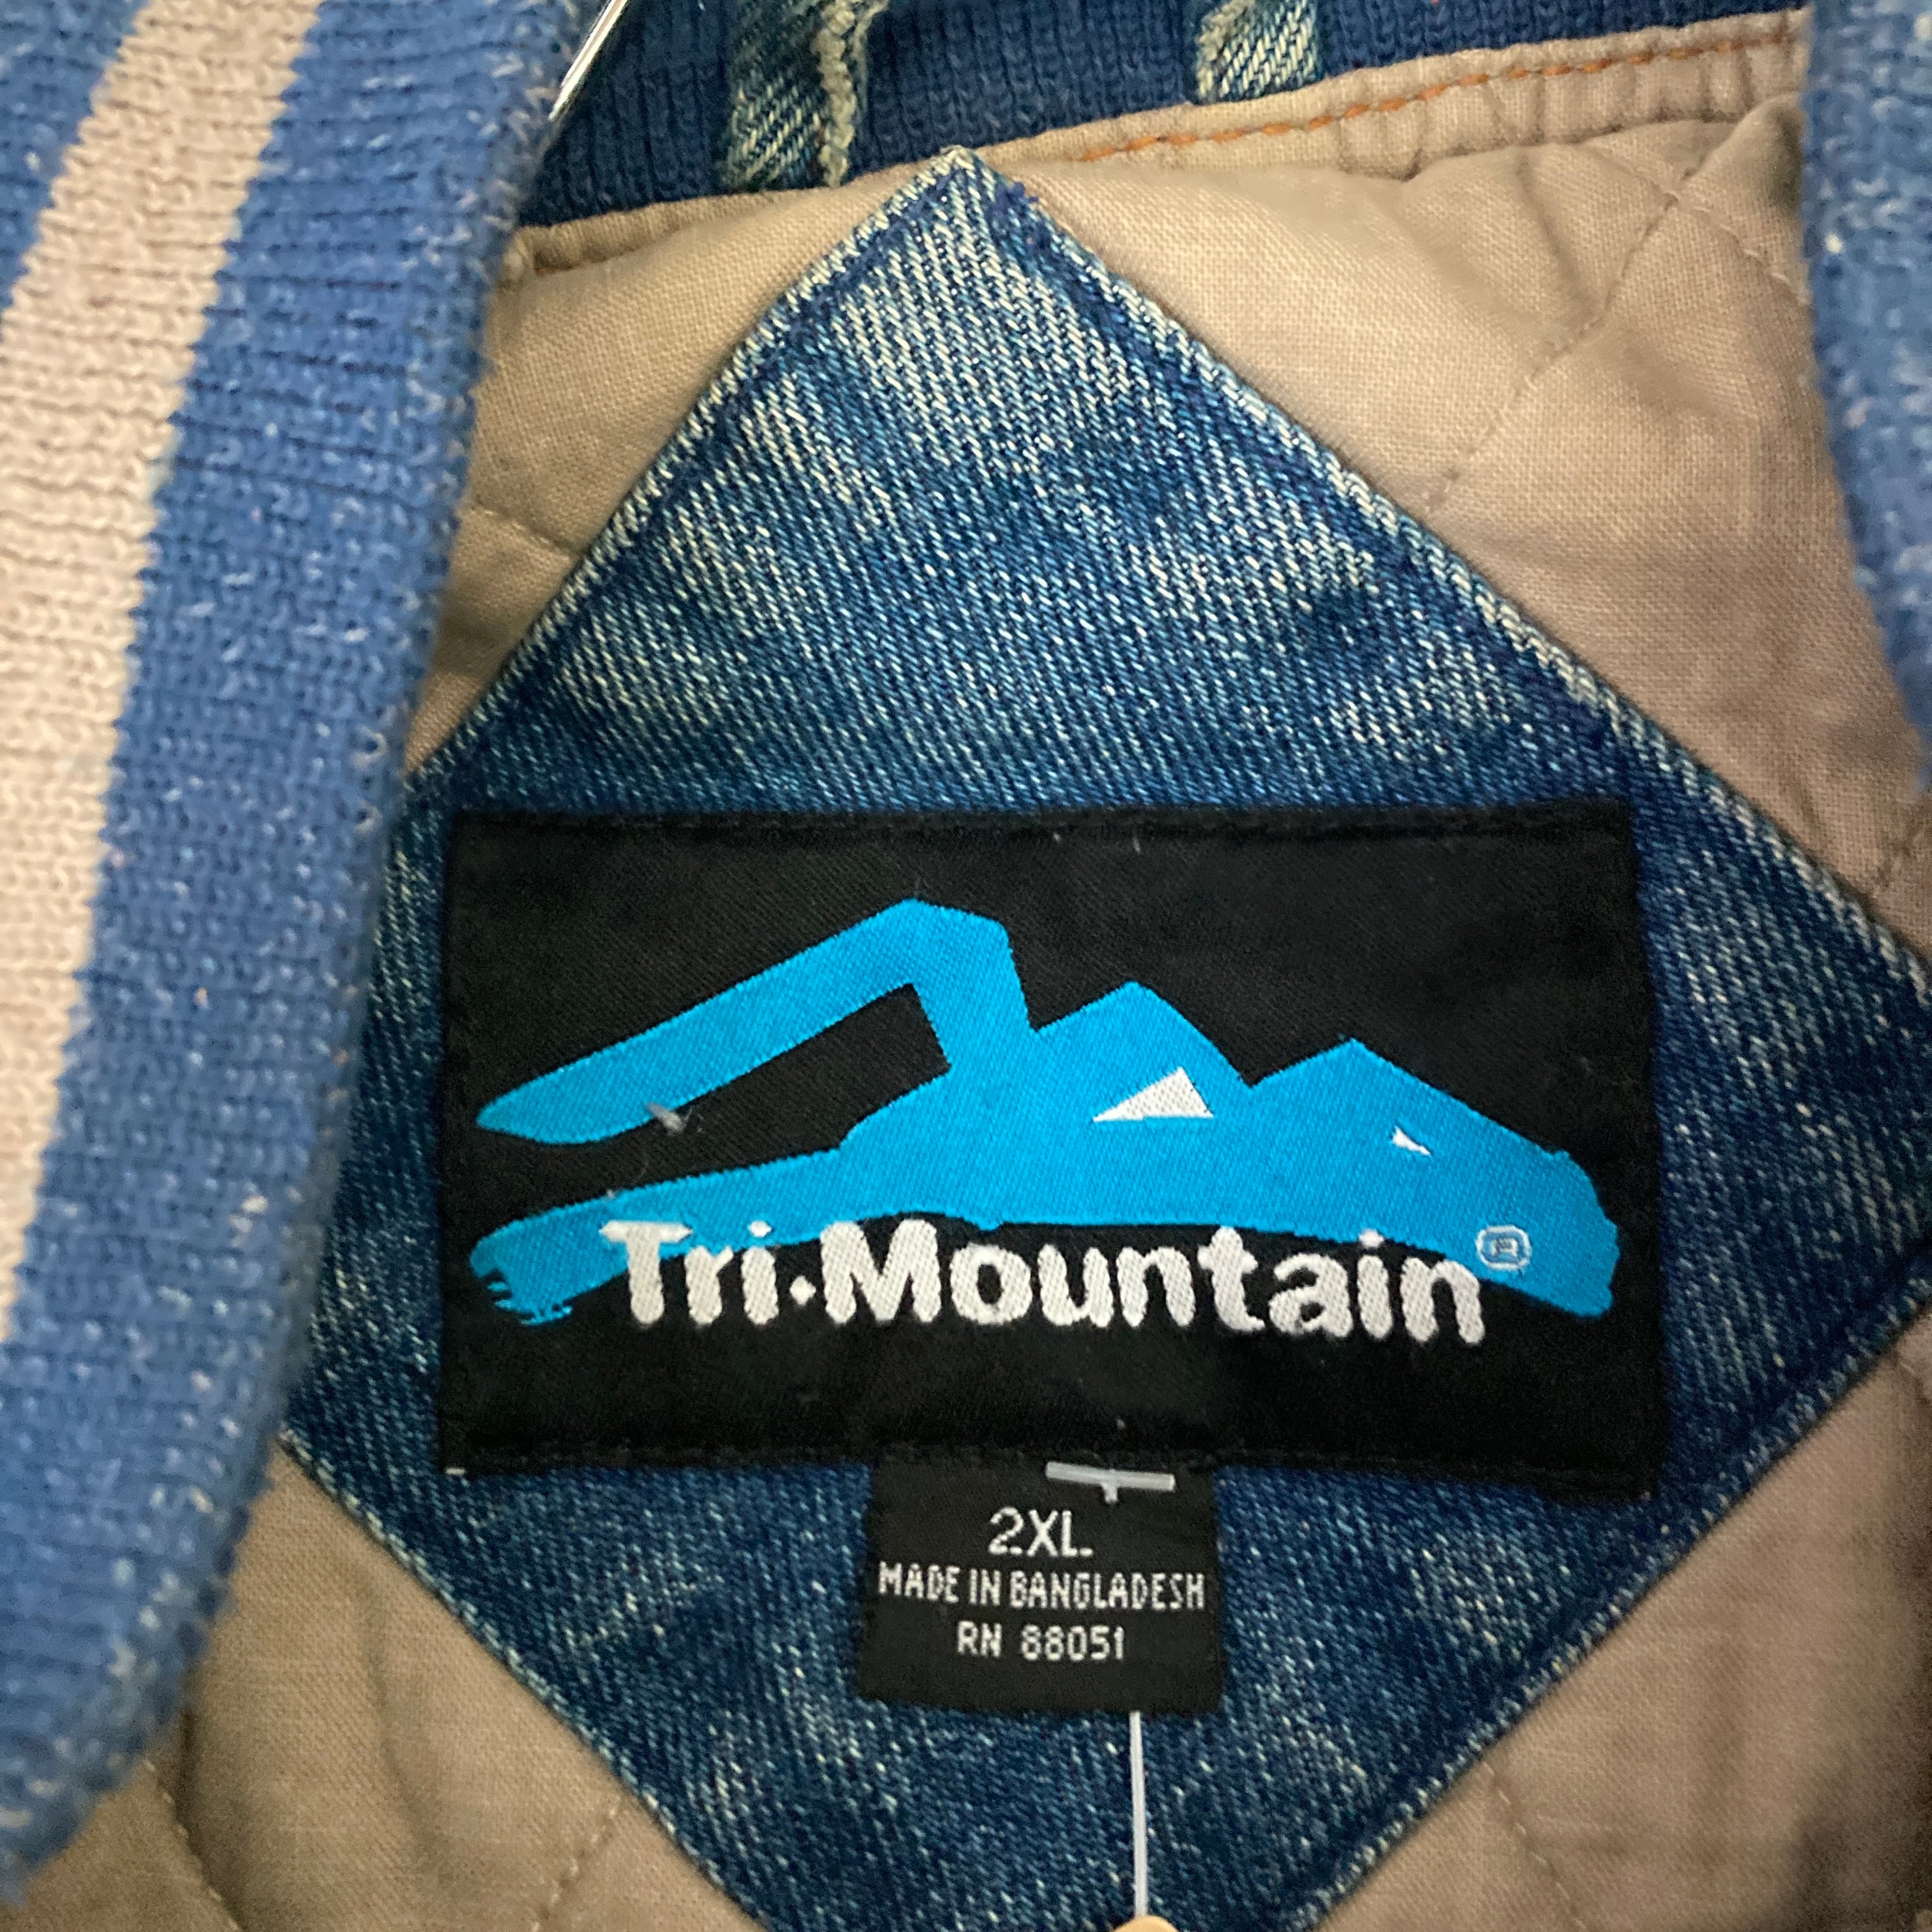 Tri-Mountain®
2XL
MADE IN BANGLADESH
RN 88051